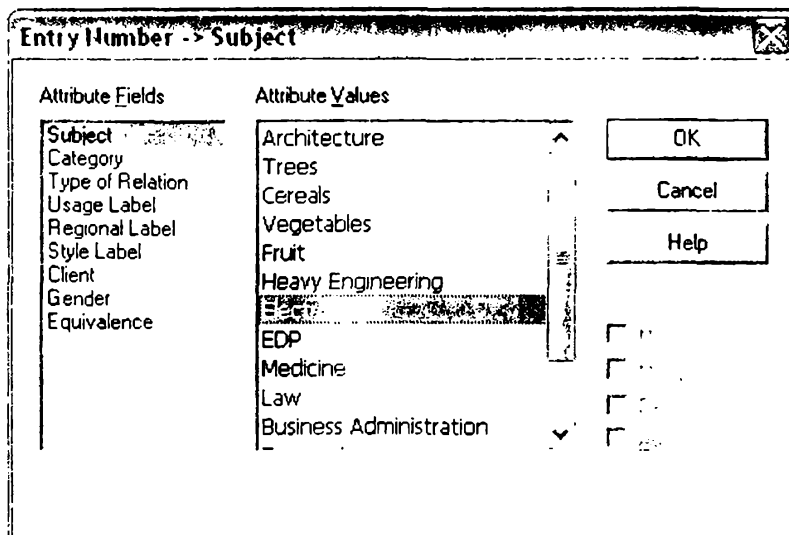 Entry Number -> Subject
Attribute Fields
Subject
Category
Type of Relation
Usage Label
Regional Label
Style Label
Client
Gender
Equivalence
Attribute Values
Architecture
Trees
Cereals
Vegetables
Fruit
Heavy Engineering
EDP
Medicine
Law
Business Administration
OK
Cancel
Help